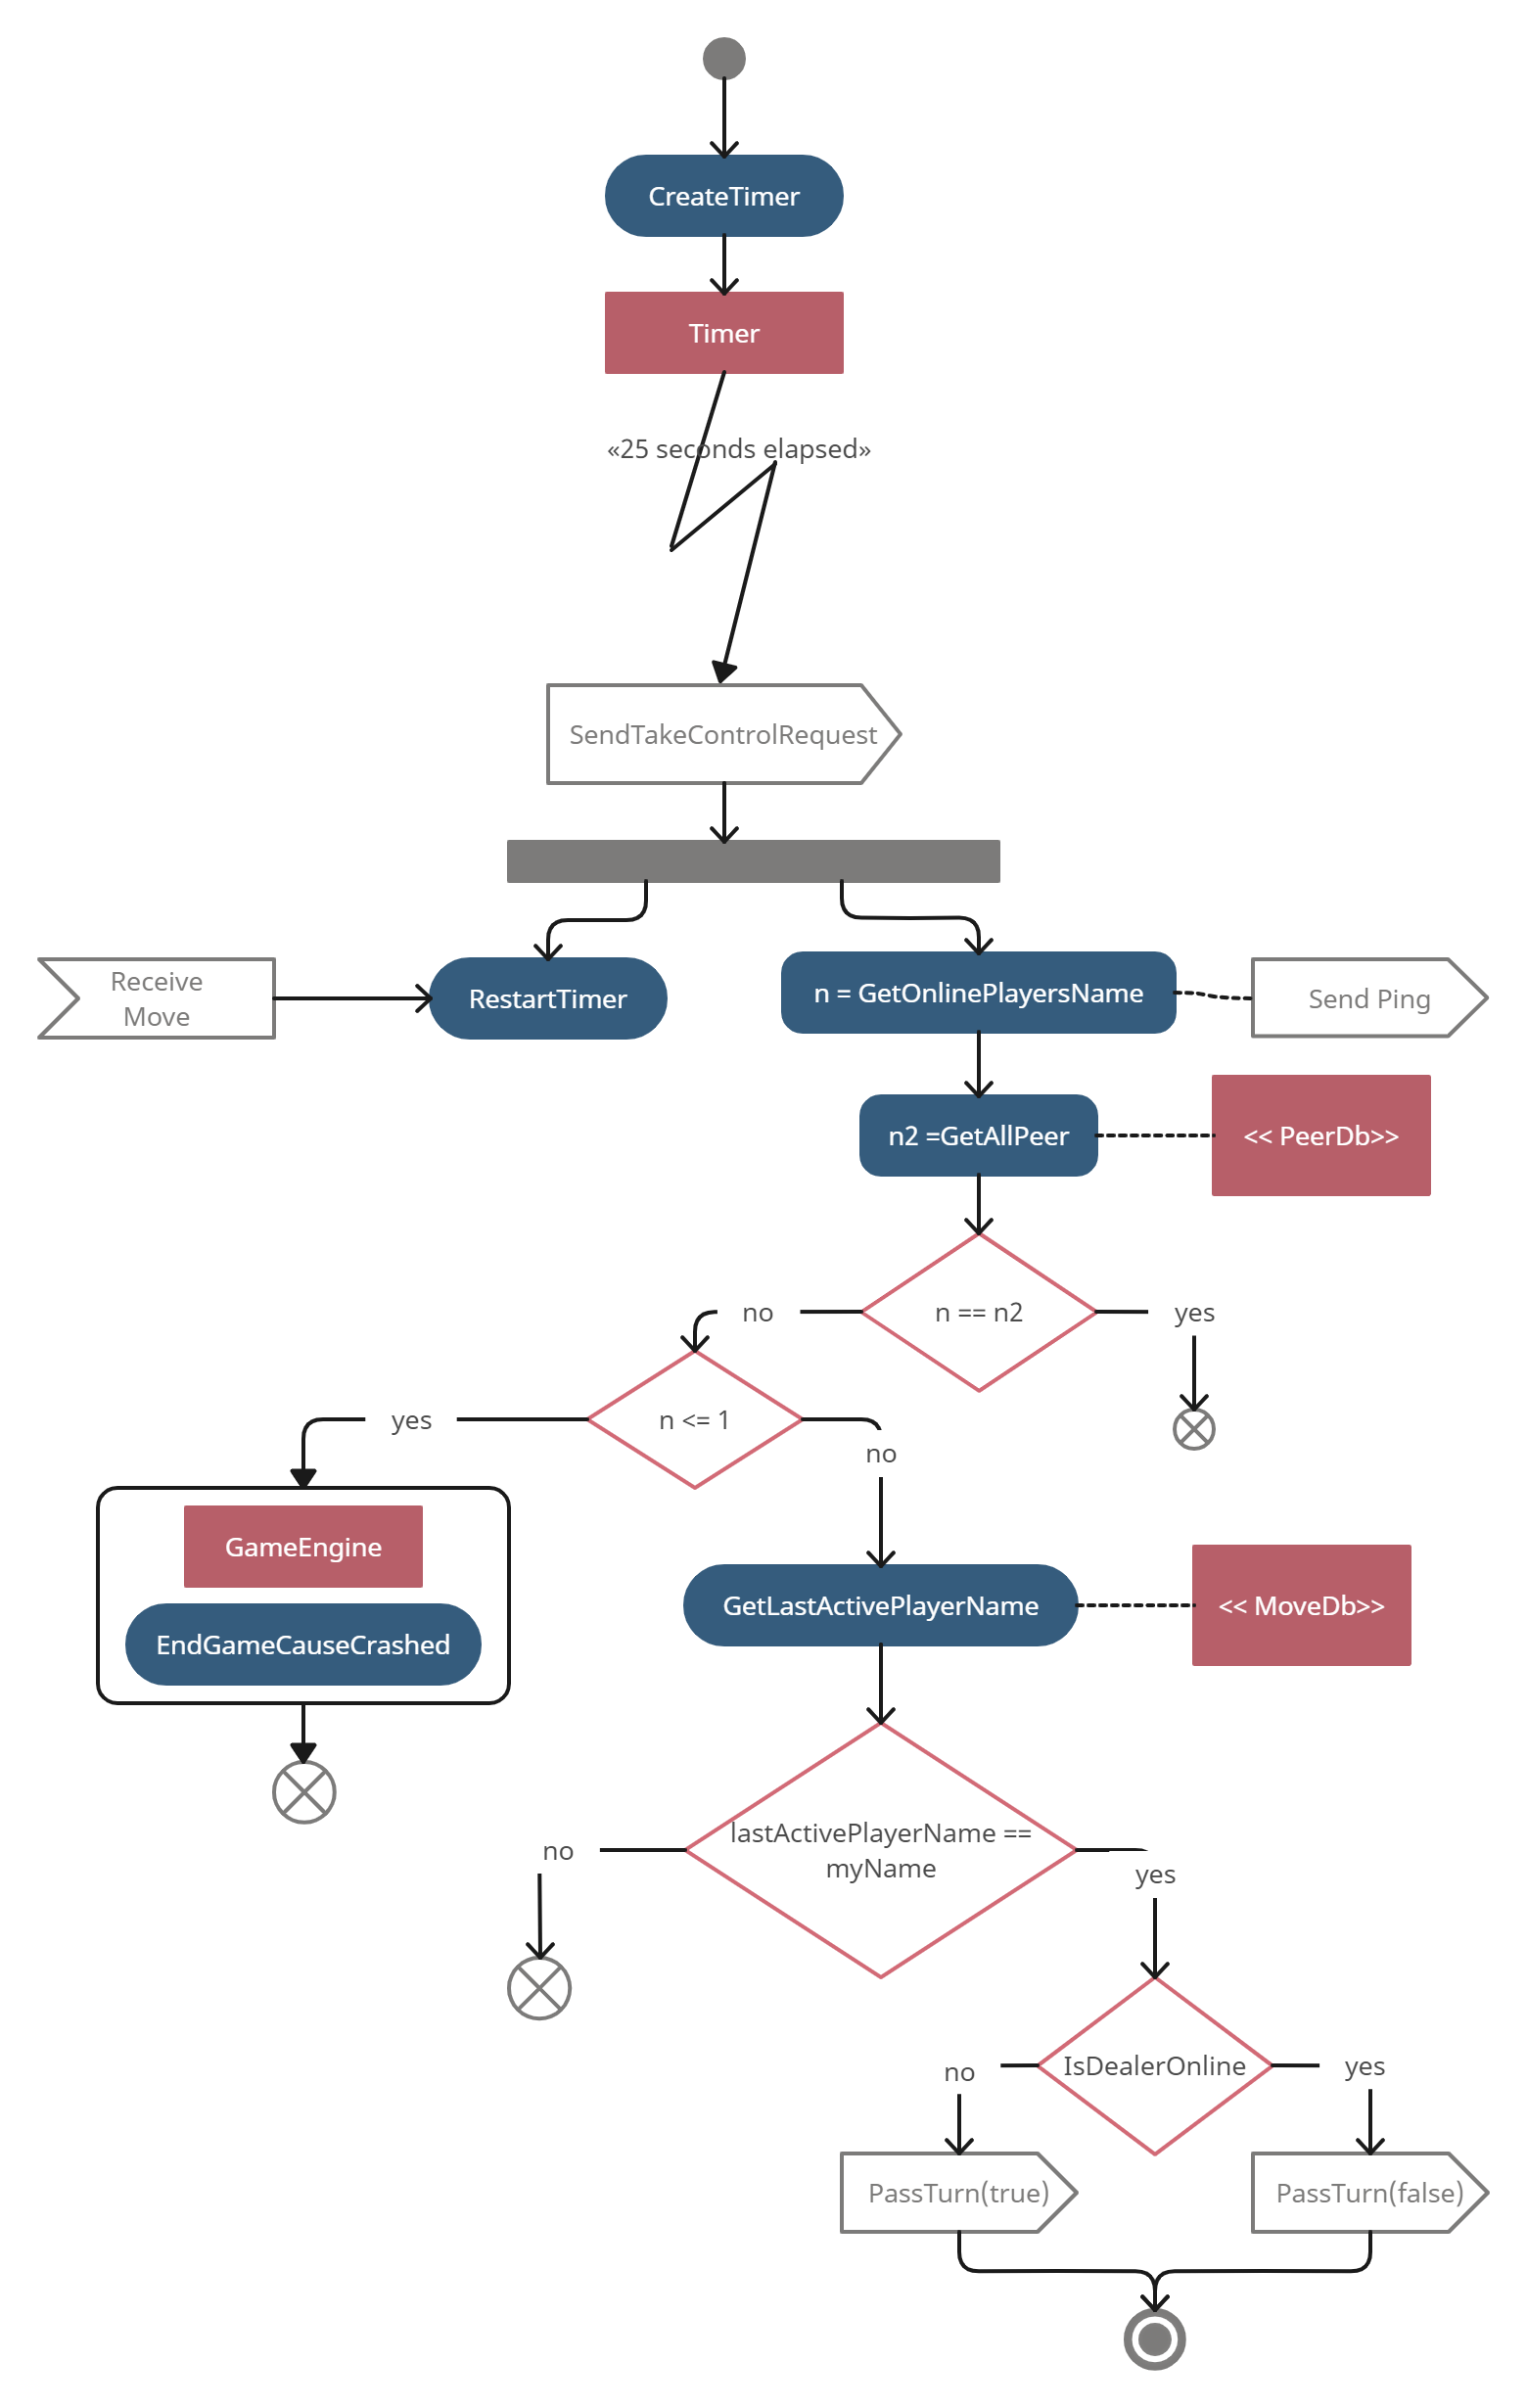 CreateTimer
Timer
«25 seconds elapsed»
SendTakeControlRequest
Receive
Move
RestartTimer
n = GetOnlinePlayersName
Send Ping
n2 =GetAllPeer
<< PeerDb>>
n == n2
no
yes
n <= 1
yes
no
GameEngine
EndGameCauseCrashed
GetLastActivePlayerName
<< MoveDb>>
lastActivePlayerName ==
myName
no
yes
IsDealerOnline
no
yes
PassTurn(true)
PassTurn(false)